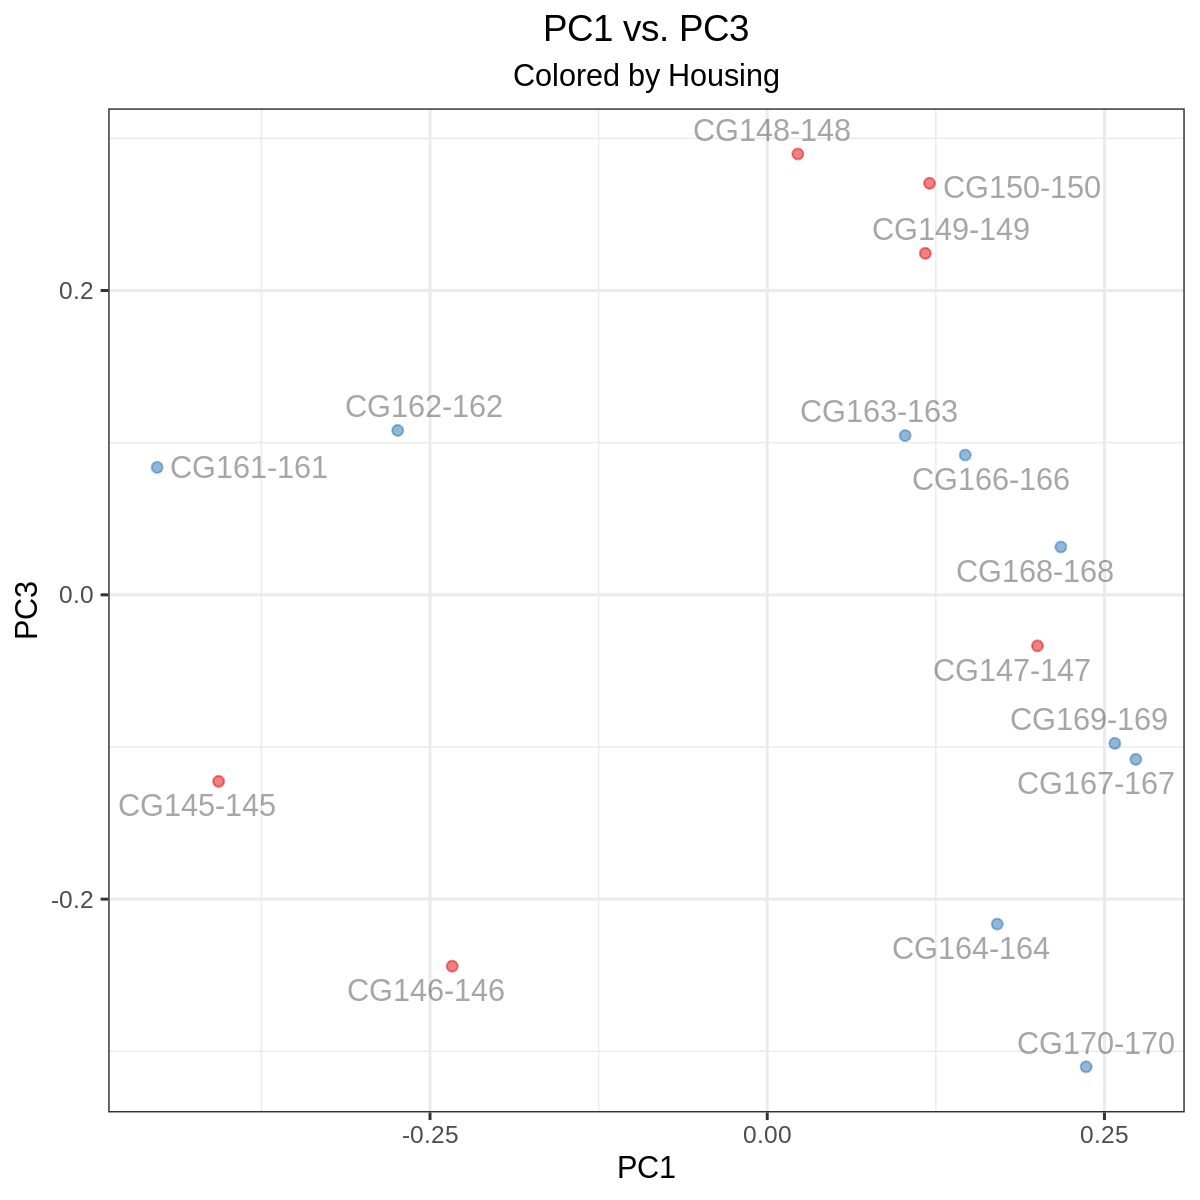 PC1 vs. PC3
Colored by Housing
CG148-148
CG150-150
CG149-149
0.2
CG162-162
CG163-163
CG161-161
CG166-166
CG168-168
0.0
PC3
CG147-147
CG169-169
CG167-167
CG145-145
-0.2
CG164-164
CG146-146
CG170-170
-0.25
0.00
0.25
PC1